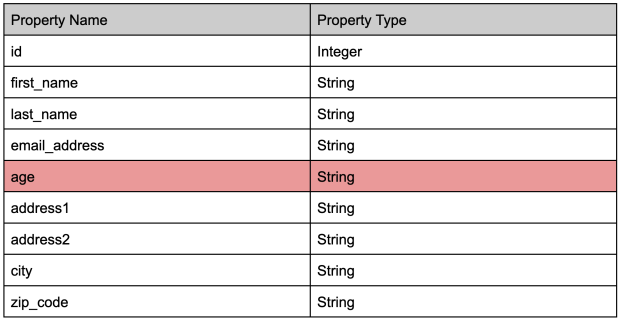 Property Name Property Type
id Integer
first_name String
last_name String
email_address String
age String
address1 String
address2 String
city String
zip_code String